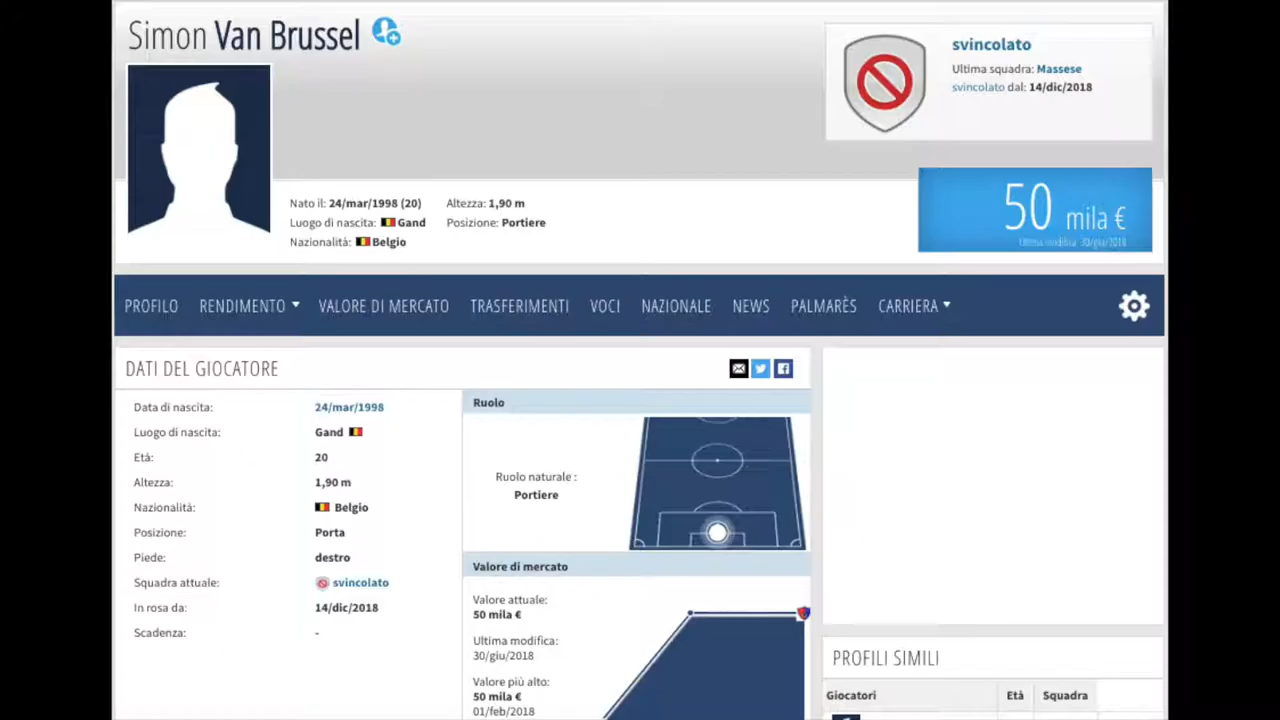 Simon Van Brussel
svincolato
Ultima squadra: Massese
svincolato dal: 14/dic/2018
50 mila €
Ultima modifica: 30/giu/2018
Nato il: 24/mar/1998 (20)
Altezza: 1,90 m
Luogo di nascita: Gand
Posizione: Portiere
Nazionalità: Belgio
PROFILO RENDIMENTO VALORE DI MERCATO TRASFERIMENTI VOCI NAZIONALE NEWS PALMARÈS CARRIERA
DATI DEL GIOCATORE
Data di nascita: 24/mar/1998
Luogo di nascita: Gand
Età: 20
Altezza: 1,90 m
Nazionalità: Belgio
Posizione: Porta
Piede: destro
Squadra attuale: svincolato
In rosa da: 14/dic/2018
Scadenza: -
Ruolo
Ruolo naturale :
Portiere
Valore di mercato
Valore attuale:
50 mila €
Ultima modifica:
30/giu/2018
Valore più alto:
50 mila €
01/feb/2018
PROFILI SIMILI
Giocatori Età Squadra